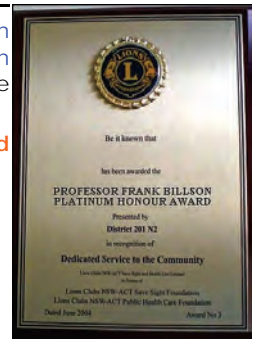 n
n
e
d
LIONS
L
Be it known that
has been awarded the
PROFESSOR FRANK BILLSON
PLATINUM HONOUR AWARD
Presented by
District 201 N2
in recognition of
Dedicated Service to the Community
Lions Clubs NSW-ACT Save Sight Foundation
Lions Clubs NSW-ACT Public Health Care Foundation
Dated June 2004 Award No 3